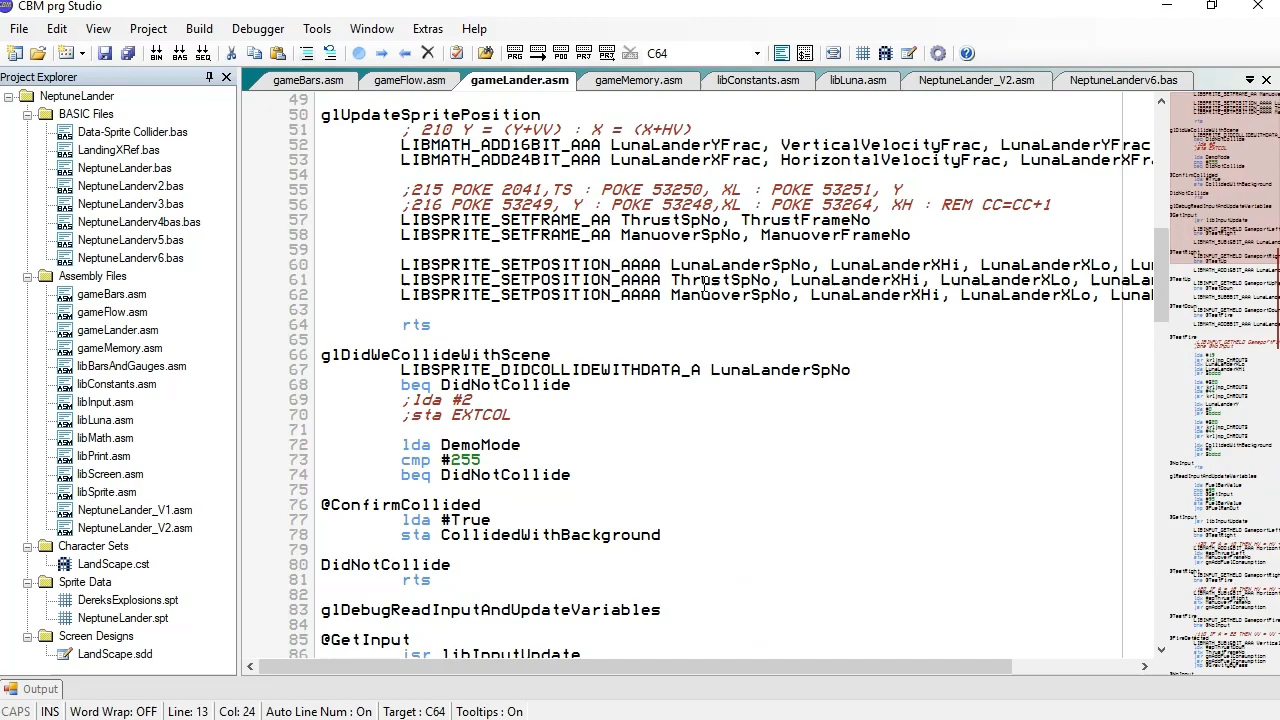 CBM prg Studio
File Edit View Project Build Debugger Tools Window Extras Help
C64
Project Explorer
gameBars.asm gameFlow.asm gameLander.asm gameMemory.asm libConstants.asm libLuna.asm NeptuneLander_V2.asm NeptuneLanderv6.bas
NeptuneLander
BASIC Files
Data-Sprite Collider.bas
LandingXRef.bas
NeptuneLander.bas
NeptuneLanderv2.bas
NeptuneLanderv3.bas
NeptuneLanderv4bas.bas
NeptuneLanderv5.bas
NeptuneLanderv6.bas
Assembly Files
gameBars.asm
gameFlow.asm
gameLander.asm
gameMemory.asm
libBarsAndGauges.asm
libConstants.asm
libInput.asm
libLuna.asm
libMath.asm
libPrint.asm
libScreen.asm
libSprite.asm
NeptuneLander_V1.asm
NeptuneLander_V2.asm
Character Sets
LandScape.cst
Sprite Data
DereksExplosions.spt
NeptuneLander.spt
Screen Designs
LandScape.sdd
49
50 glUpdateSpritePosition
51 ; 210 Y = (Y+VV) : X = (X+HV)
52 LIBMATH_ADD16BIT_AAA LunaLanderYFrac, VerticalVelocityFrac, LunaLanderYFrac
53 LIBMATH_ADD24BIT_AAA LunaLanderXFrac, HorizontalVelocityFrac, LunaLanderXFra
54
55 ;215 POKE 2041,TS : POKE 53250,XL : POKE 53251, Y
56 ;216 POKE 53249, Y : POKE 53248,XL : POKE 53264, XH : REM CC=CC+1
57 LIBSPRITE_SETFRAME_AA ThrustSpNo, ThrustFrameNo
58 LIBSPRITE_SETFRAME_AA ManuoverSpNo, ManuoverFrameNo
59
60 LIBSPRITE_SETPOSITION_AAAA LunaLanderSpNo, LunaLanderXHi, LunaLanderXLo, Lu
61 LIBSPRITE_SETPOSITION_AAAA ThrustSpNo, LunaLanderXHi, LunaLanderXLo, LunaLa
62 LIBSPRITE_SETPOSITION_AAAA ManuoverSpNo, LunaLanderXHi, LunaLanderXLo, Luna
63
64 rts
65
66 glDidWeCollideWithScene
67 LIBSPRITE_DIDCOLLIDEWITHDATA_A LunaLanderSpNo
68 beq DidNotCollide
69 ;lda #2
70 ;sta EXTCOL
71
72 lda DemoMode
73 cmp #255
74 beq DidNotCollide
75
76 @ConfirmCollided
77 lda #True
78 sta CollidedWithBackground
79
80 DidNotCollide
81 rts
82
83 glDebugReadInputAndUpdateVariables
84
85 @GetInput
86 jsr libInputUpdate
Output
CAPS INS Word Wrap: OFF Line: 13 Col: 24 Auto Line Num : On Target : C64 Tooltips : On